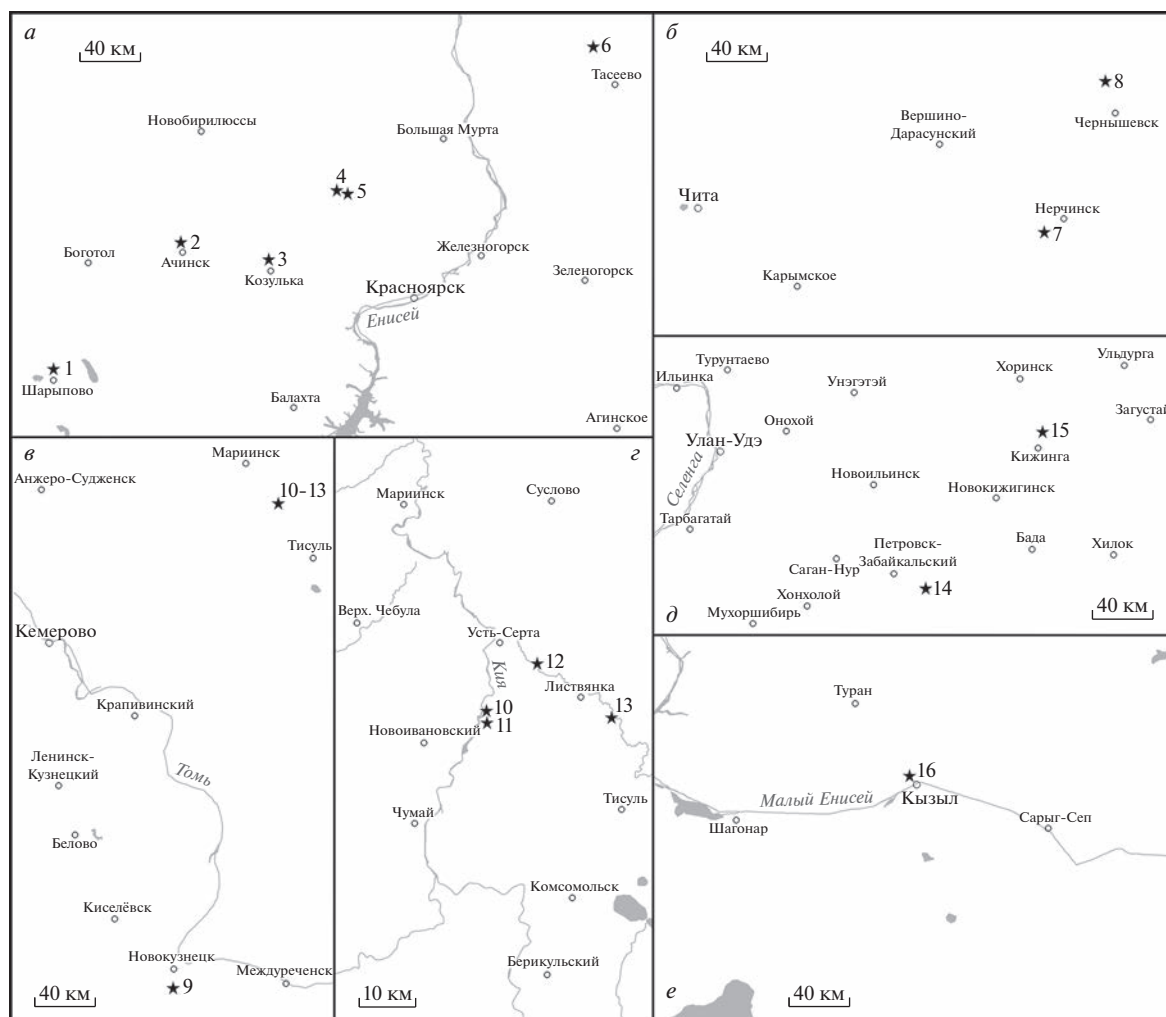 а
40 км
6
Тасеево
Новобирилюссы
Большая Мурта
4
5
2
Ачинск
Боготол
3
Козулька
Железногорск
Зеленогорск
Красноярск
Енисей
1
Шарыпово
Балахта
Агинское
б
40 км
8
Чернышевск
Вершино-
Дарасунский
Чита
Нерчинск
7
Карымское
в
Мариинск
Анжеро-Судженск
10-13
Тисуль
Кемерово
Крапивинский
Ленинск-
Кузнецкий
Томь
Белово
Киселёвск
Новокузнецк
Междуреченск
9
40 км
г
Мариинск
Суслово
Верх. Чебула
Усть-Серта
12
Кия
Листвянка
10
11
13
Новоивановский
Чумай
Тисуль
Комсомольск
Берикульский
10 км
Турунтаево
Ильинка
Унэгэтэй
Хоринск
Ульдурга
Загустай
Онохой
15
Улан-Удэ
Кижинга
Селенга
Новоильинск
Новокижигинск
Тарбагатай
Петровск-
Забайкальский
Бада
Хилок
Саган-Нур
14
Хонхолой
Мухоршибирь
40 км
д
Туран
16
Кызыл
Малый Енисей
Шагонар
Сарыг-Сеп
е
40 км